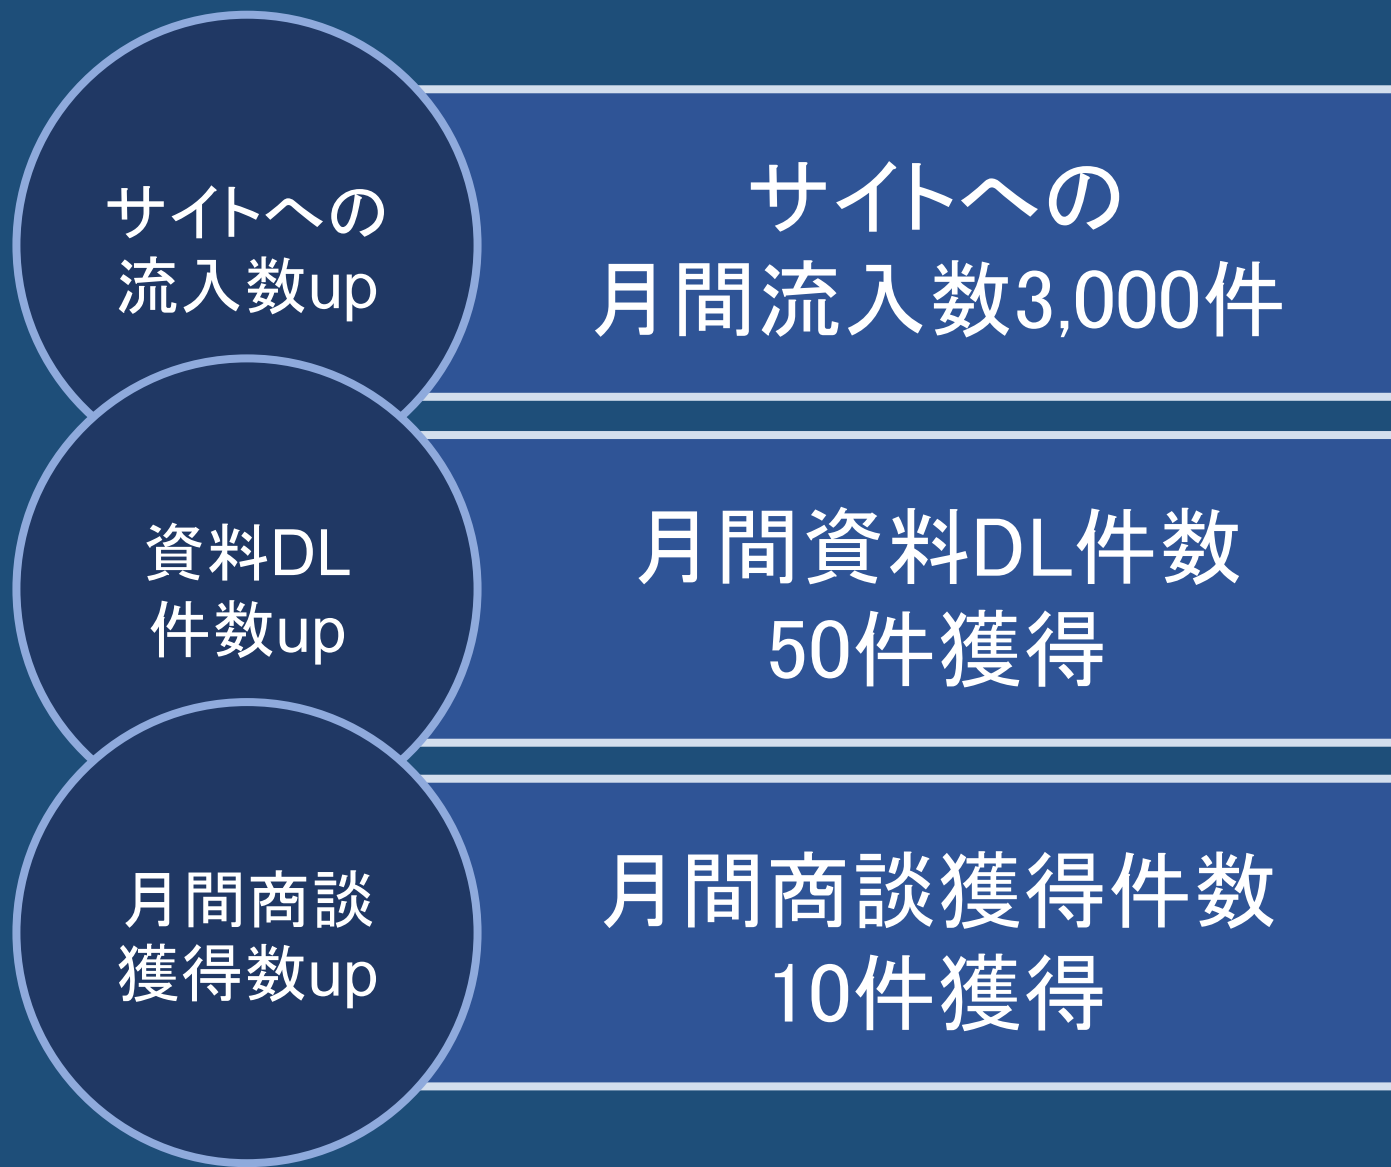 サイトへの
流入数up
サイトへの
月間流入数3,000件
資料DL
件数up
月間資料DL件数
50件獲得
月間商談
獲得数up
月間商談獲得件数
10件獲得